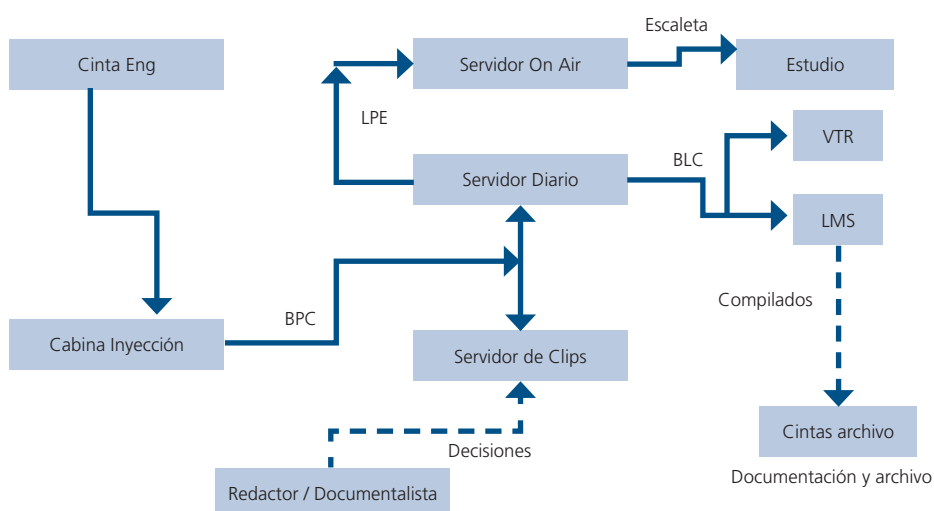 Escaleta
Cinta Eng
Servidor On Air
Estudio
LPE
VTR
BLC
Servidor Diario
LMS
Compilados
BPC
Cabina Inyección
Servidor de Clips
Cintas archivo
Decisiones
Documentación y archivo
Redactor / Documentalista